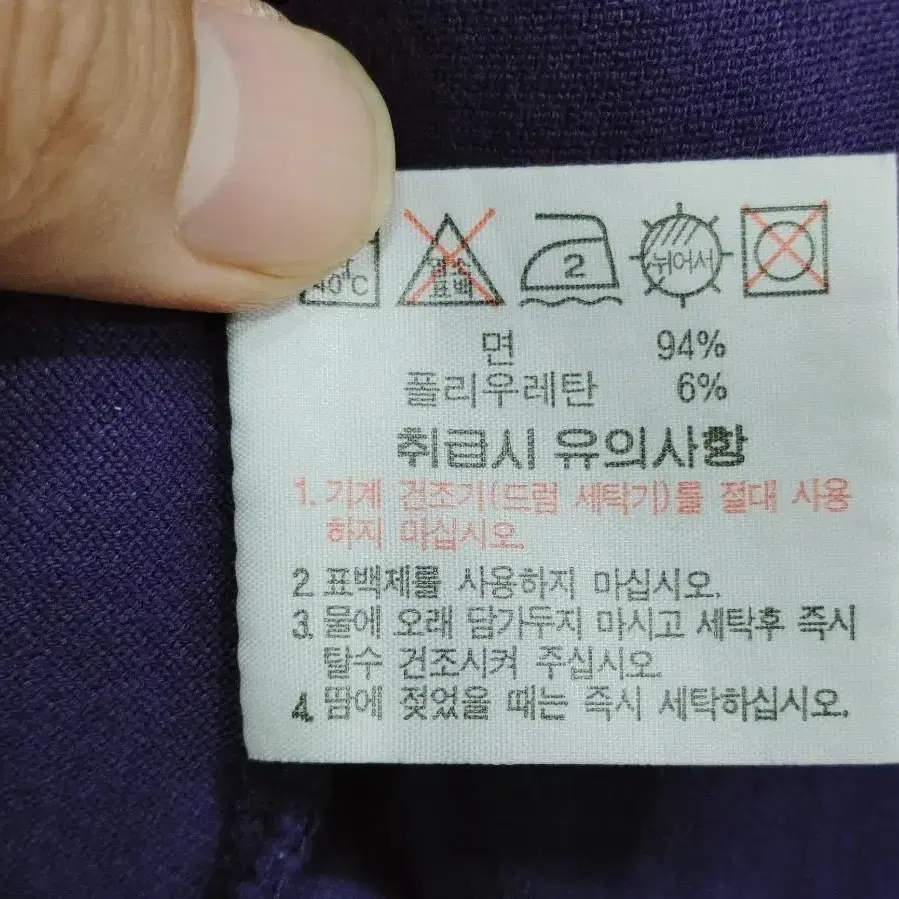 40°C
염소
표백
2
뉘어서
면 94%
폴리우레탄 6%
취급시 유의사항
1. 기계 건조기(드럼 세탁기)를 절대 사용
하지 마십시오.
2. 표백제를 사용하지 마십시오.
3. 물에 오래 담가두지 마시고 세탁후 즉시
탈수 건조시켜 주십시오.
4. 땀에 젖었을 때는 즉시 세탁하십시오.